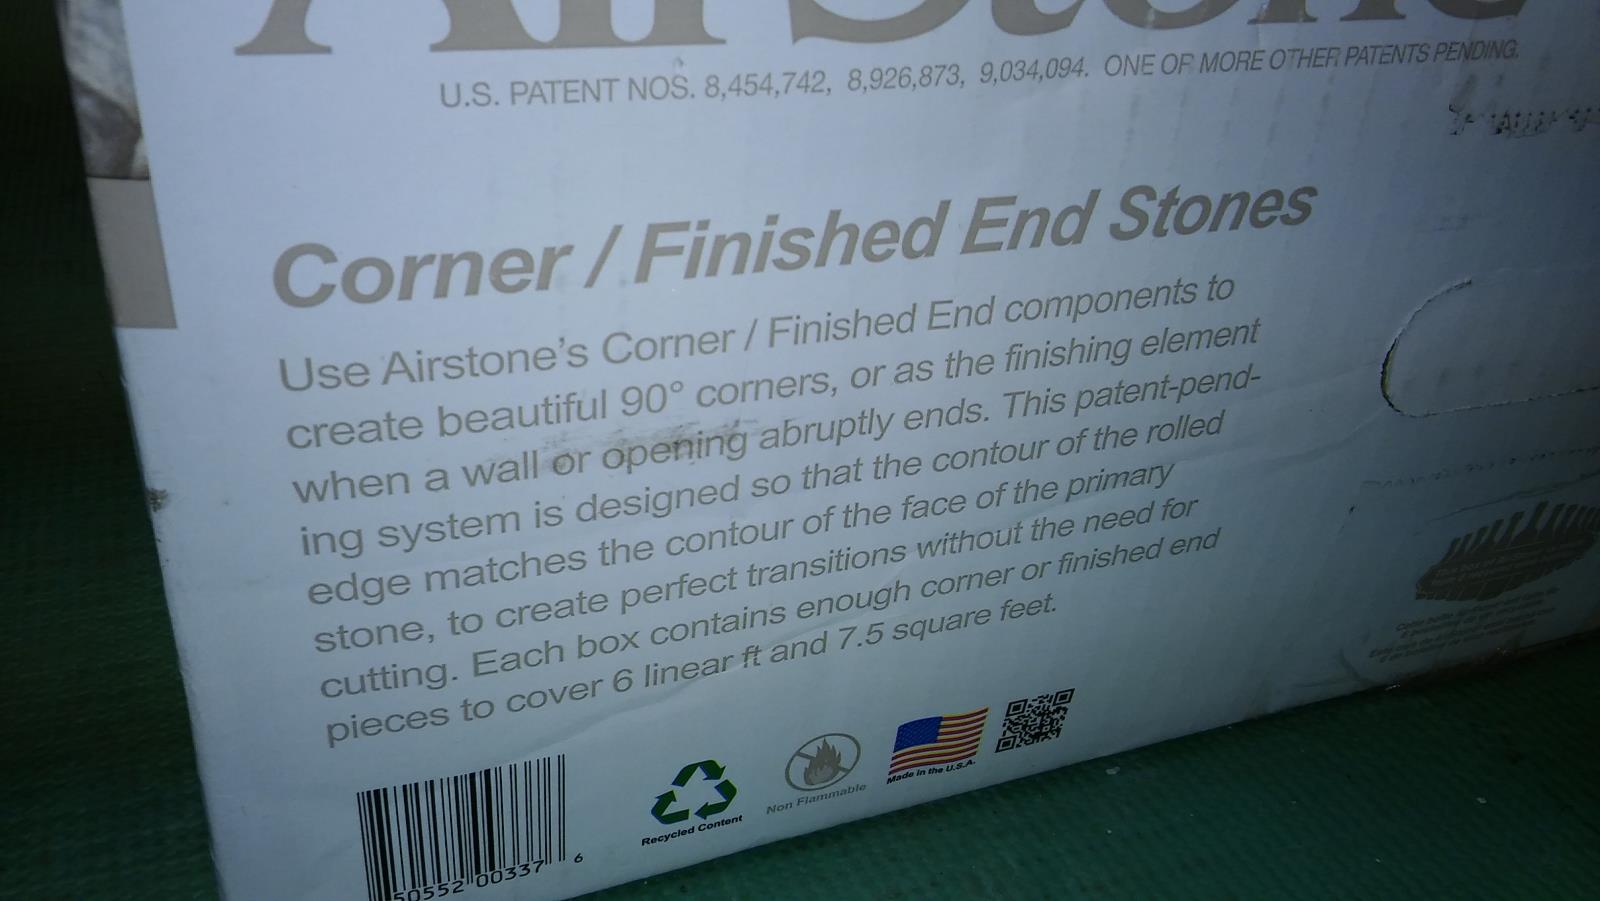 AirStone
U.S. PATENT NOS. 8,454,742, 8,926,873, 9,034,094. ONE OR MORE OTHER PATENTS PENDING.
Corner / Finished End Stones
Use Airstone's Corner / Finished End components to
create beautiful 90° corners, or as the finishing element
when a wall or opening abruptly ends. This patent-pend-
ing system is designed so that the contour of the rolled
edge matches the contour of the face of the primary
stone, to create perfect transitions without the need for
cutting. Each box contains enough corner or finished end
pieces to cover 6 linear ft and 7.5 square feet.
Recycled Content
Non Flammable
Made in the U.S.A.
50552 00337 6